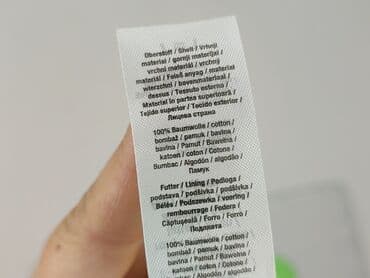 Oberstoff / Shell / Vrhnji
material / gornji materijal /
vrchní materiál / vrchný
materiál / Felső anyag / materiał
wierzchni / bovenmateriaal /
dessus / Tessuto esterno /
Material în partea superioară /
Tejido superior / Tecido exterior /
Лицева страна
100% Baumwolle / cotton /
bombaž / pamuk / bavlna /
bavlna / Pamut / Bawełna /
katoen / coton / Cotone /
Bumbac / Algodón / algodão /
Памук
Futter / Lining / Podloga /
podstava / podšívka / podšívka /
Bélés / Podszewka / voering /
rembourrage / Fodera /
Căptuşeală / Forro / Forro /
Подплата
100% Baumwolle / cotton /
bombaž / pamuk / bavlna /
bavlna / Pamut / Bawełna /
katoen / coton / Cotone /